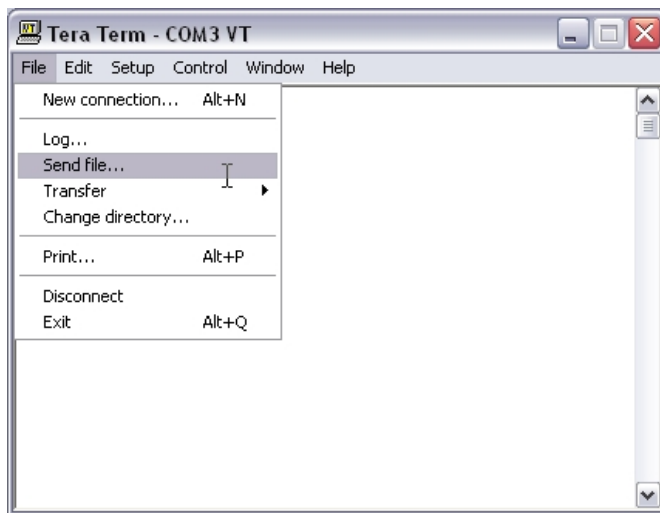 VT
Tera Term - COM3 VT
File Edit Setup Control Window Help
New connection... Alt+N
Log...
Send file...
Transfer
Change directory...
Print... Alt+P
Disconnect
Exit Alt+Q